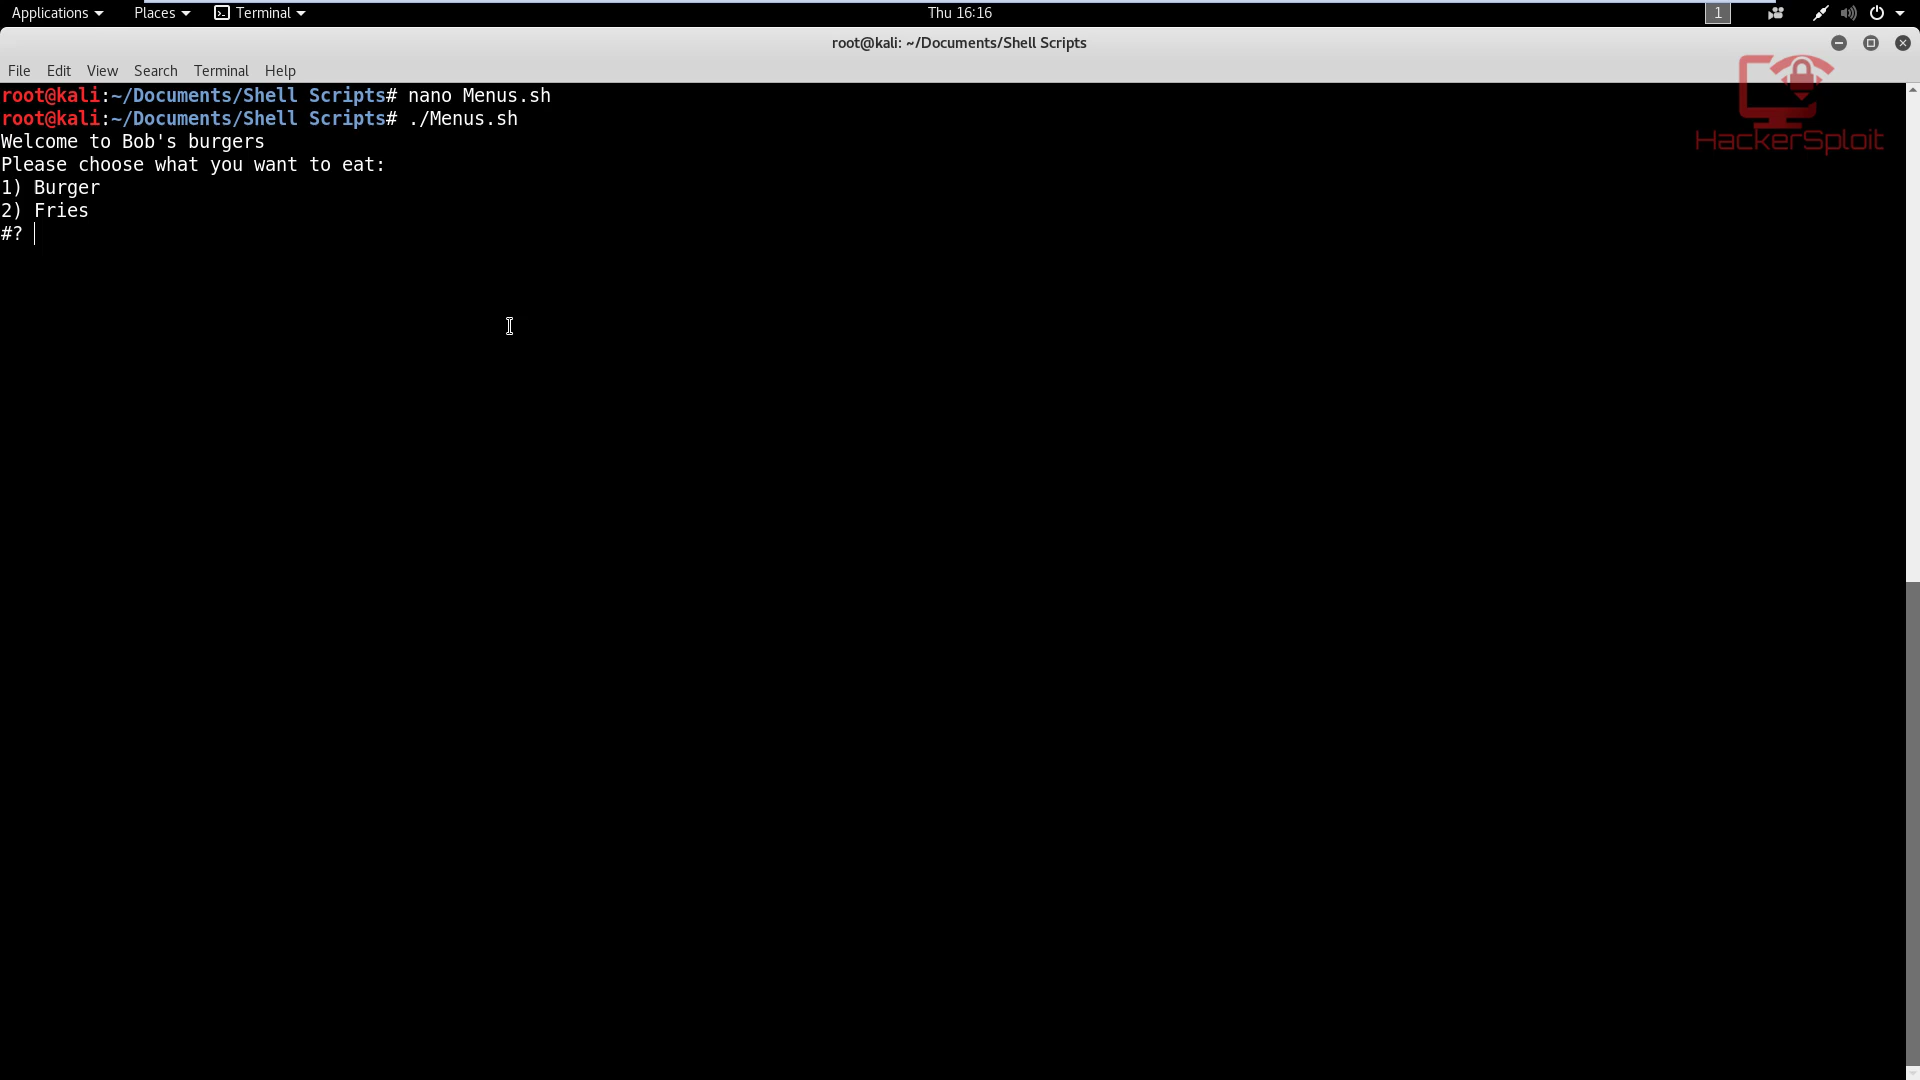 Applications Places Terminal Thu 16:16 1
root@kali: ~/Documents/Shell Scripts
File Edit View Search Terminal Help
HackerSploit
root@kali:~/Documents/Shell Scripts# nano Menus.sh
root@kali:~/Documents/Shell Scripts# ./Menus.sh
Welcome to Bob's burgers
Please choose what you want to eat:
1) Burger
2) Fries
#?